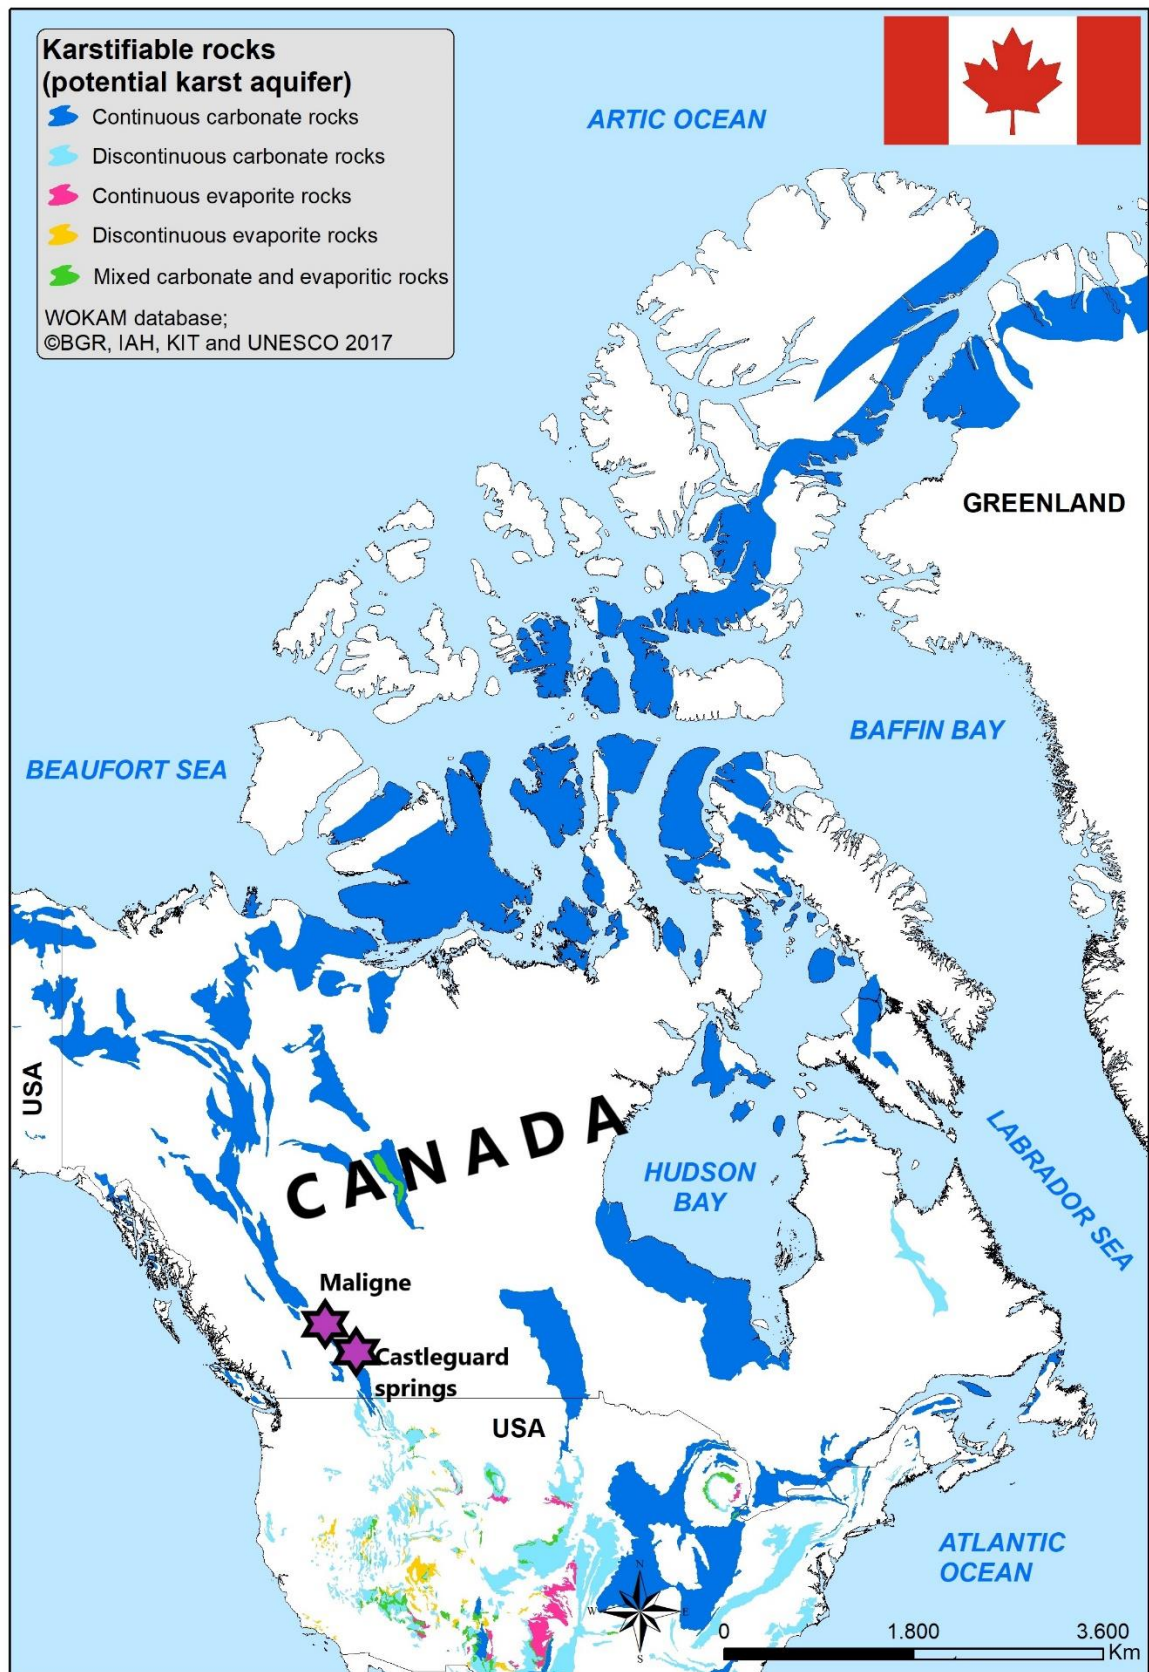 Karstifiable rocks
(potential karst aquifer)
Continuous carbonate rocks
Discontinuous carbonate rocks
Continuous evaporite rocks
Discontinuous evaporite rocks
Mixed carbonate and evaporitic rocks
WOKAM database;
©BGR, IAH, KIT and UNESCO 2017
ARTIC OCEAN
GREENLAND
BAFFIN BAY
BEAUFORT SEA
USA
CANADA
HUDSON
BAY
LABRADOR SEA
Maligne
Castleguard
springs
USA
ATLANTIC
OCEAN
N
W
E
S
0
1.800
3.600
Km